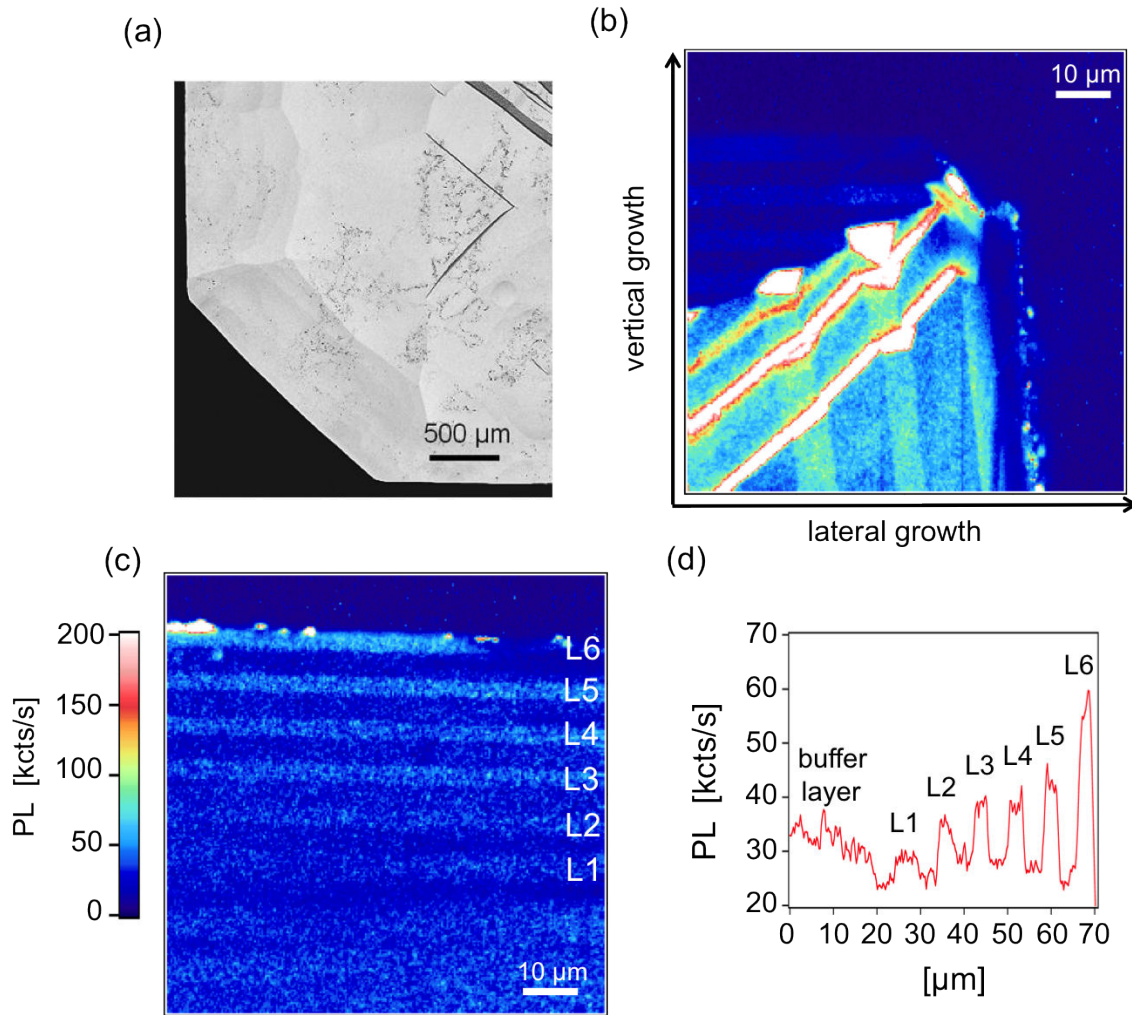 (a)
500 µm
(b)
10 µm
vertical growth
lateral growth
(c)
PL [kcts/s]
200
150
100
50
0
L6
L5
L4
L3
L2
L1
10 µm
(d)
PL [kcts/s]
70
60
50
40
30
20
buffer
layer
L1
L2
L3
L4
L5
L6
0 10 20 30 40 50 60 70
[µm]